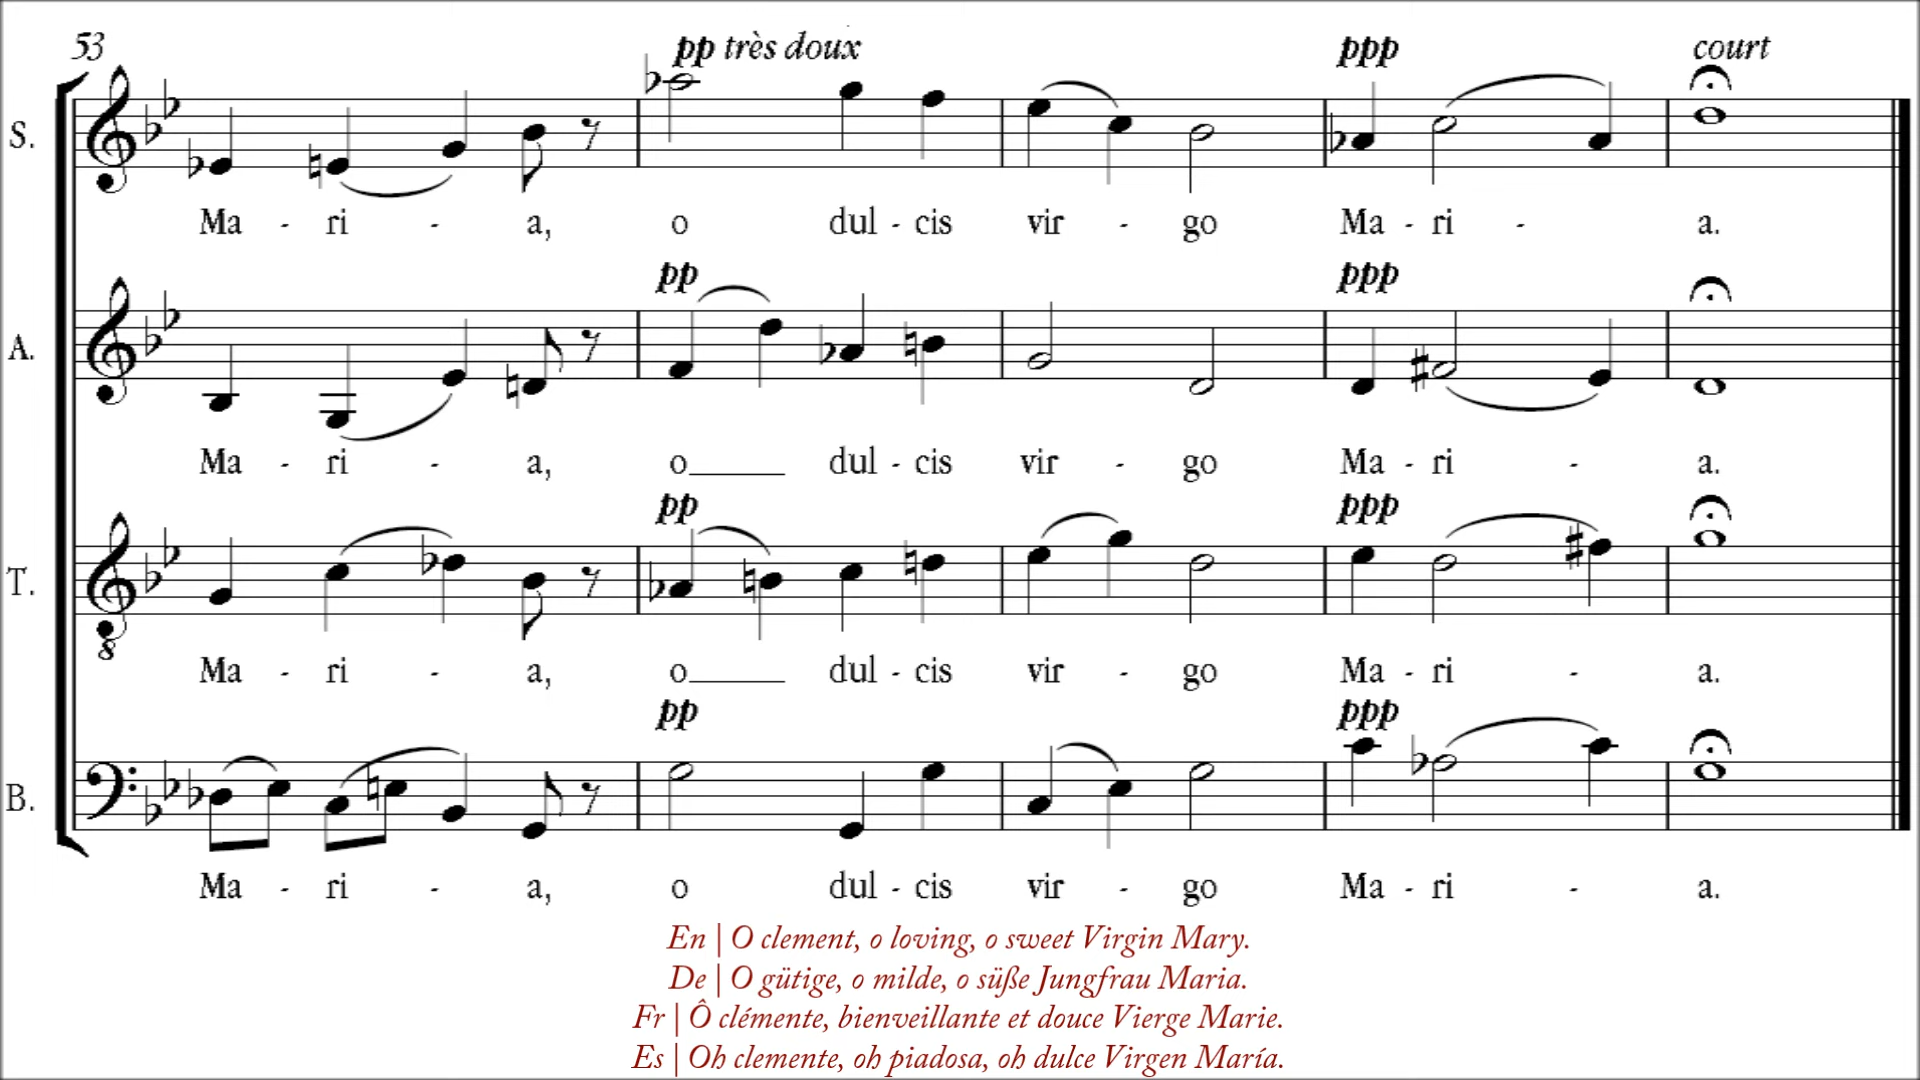 53
pp très doux
ppp
court
S.
Ma - ri - a, o dul - cis vir - go Ma - ri - a.
pp
ppp
A.
Ma - ri - a, o____ dul - cis vir - go Ma - ri - a.
pp
ppp
T.
8
Ma - ri - a, o____ dul - cis vir - go Ma - ri - a.
pp
ppp
B.
Ma - ri - a, o dul - cis vir - go Ma - ri - a.
En | O clement, o loving, o sweet Virgin Mary.
De | O gütige, o milde, o süße Jungfrau Maria.
Fr | Ô clémente, bienveillante et douce Vierge Marie.
Es | Oh clemente, oh piadosa, oh dulce Virgen María.